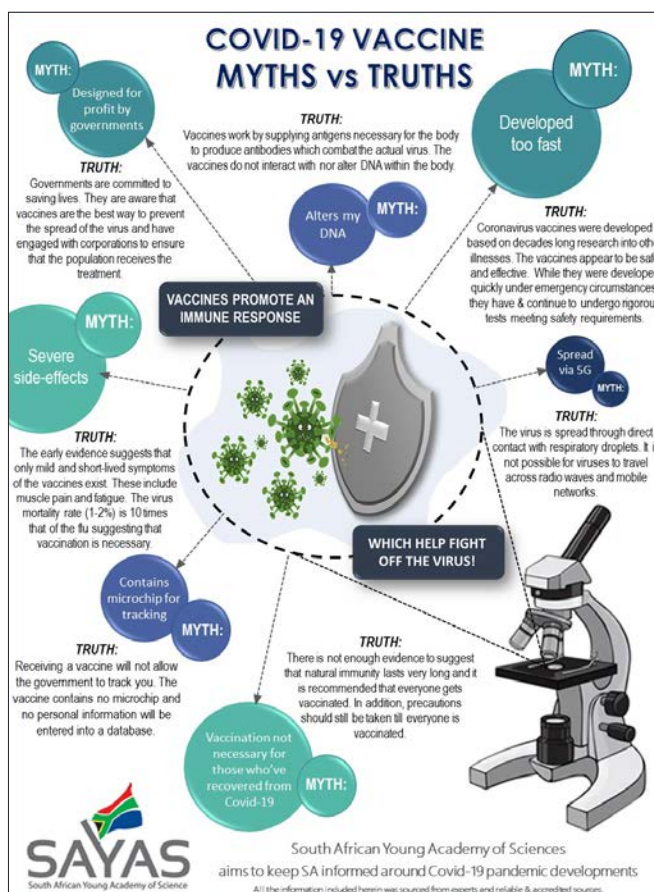 COVID-19 VACCINE
MYTHS vs TRUTHS
MYTH:
Designed for
profit by
governments
TRUTH:
Governments are committed to
saving lives. They are aware that
vaccines are the best way to prevent
the spread of the virus and have
engaged with corporations to ensure
that the population receives the
treatment.
TRUTH:
Vaccines work by supplying antigens necessary for the body
to produce antibodies which combat the actual virus. The
vaccines do not interact with nor alter DNA within the body.
Alters my
DNA
MYTH:
MYTH:
Developed
too fast
TRUTH:
Coronavirus vaccines were developed
based on decades long research into othe
illnesses. The vaccines appear to be safe
and effective. While they were develope
quickly under emergency circumstances,
they have & continue to undergo rigorou
tests meeting safety requirements.
VACCINES PROMOTE AN
IMMUNE RESPONSE
MYTH:
Severe
side-effects
TRUTH:
The early evidence suggests that
only mild and short-lived symptoms
of the vaccines exist. These include
muscle pain and fatigue. The virus
mortality rate (1-2%) is 10 times
that of the flu suggesting that
vaccination is necessary.
Spread
via 5G
MYTH:
TRUTH:
The virus is spread through direct
contact with respiratory droplets. It i
not possible for viruses to travel
across radio waves and mobile
networks.
WHICH HELP FIGHT
OFF THE VIRUS!
Contains
microchip for
tracking
MYTH:
TRUTH:
Receiving a vaccine will not allow
the government to track you. The
vaccine contains no microchip and
no personal information will be
entered into a database.
TRUTH:
There is not enough evidence to suggest
that natural immunity lasts very long and it
is recommended that everyone gets
vaccinated. In addition, precautions
should still be taken till everyone is
vaccinated.
Vaccination not
necessary for
those who've
recovered from
Covid-19
MYTH:
SAYAS
South African Young Academy of Science
South African Young Academy of Sciences
aims to keep SA informed around Covid-19 pandemic developments
All the information included herein was sourced from experts and reliable & accredited sources.